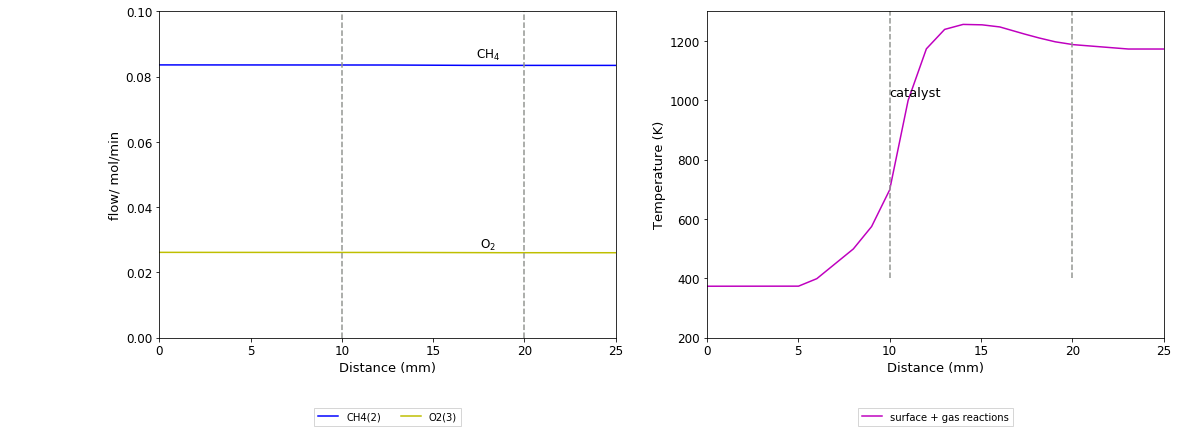 0.10
0.08
0.06
0.04
0.02
0.00
flow/ mol/min
CH₄
O₂
0 5 10 15 20 25
Distance (mm)
CH4(2) O2(3)
1200
1000
800
600
400
200
Temperature (K)
catalyst
0 5 10 15 20 25
Distance (mm)
surface + gas reactions